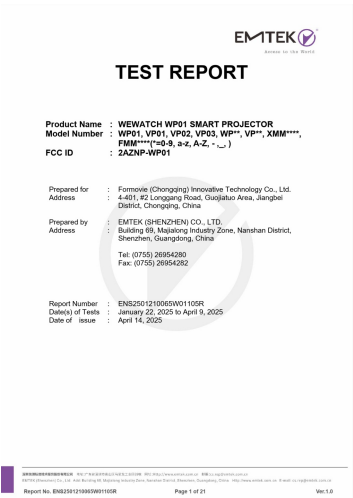 EMTEK
Access to the World
TEST REPORT
Product Name : WEWATCH WP01 SMART PROJECTOR
Model Number : WP01, VP01, VP02, VP03, WP**, VP**, XMM****,
FMM****(*=0-9, a-z, A-Z, - ,_, )
FCC ID : 2AZNP-WP01
Prepared for : Formovie (Chongqing) Innovative Technology Co., Ltd.
Address : 4-401, #2 Longgang Road, Guojiatuo Area, Jiangbei
District, Chongqing, China
Prepared by : EMTEK (SHENZHEN) CO., LTD.
Address : Building 69, Majialong Industry Zone, Nanshan District,
Shenzhen, Guangdong, China
Tel: (0755) 26954280
Fax: (0755) 26954282
Report Number : ENS2501210065W01105R
Date(s) of Tests : January 22, 2025 to April 9, 2025
Date of issue : April 14, 2025
Report No. ENS2501210065W01105R Page 1 of 21 Ver.1.0